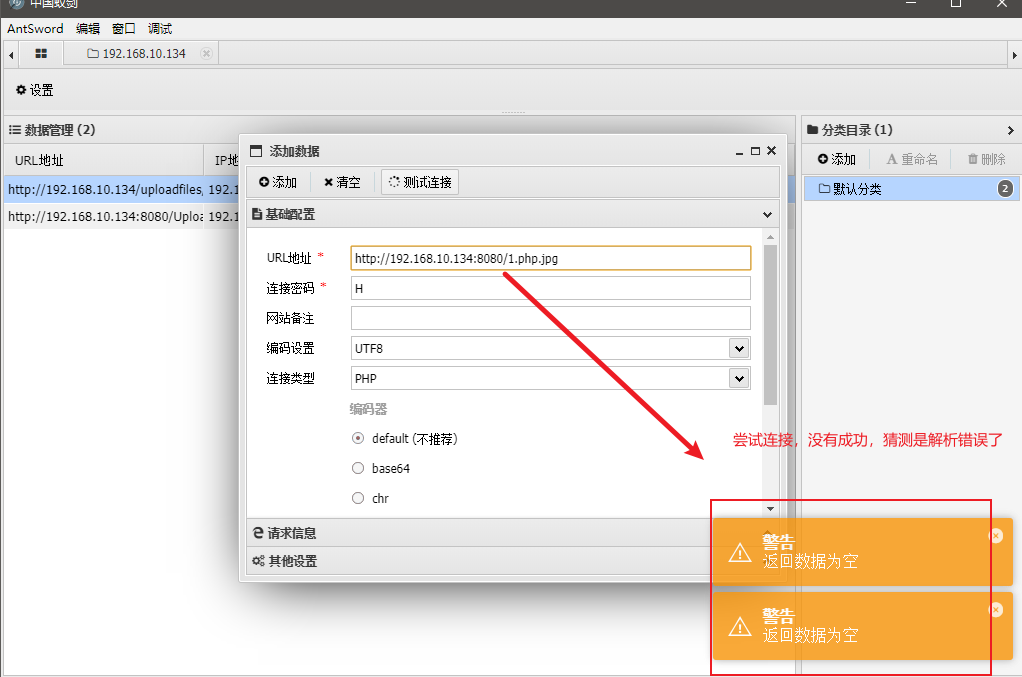 中国蚁剑
AntSword 编辑 窗口 调试
192.168.10.134
设置
数据管理 (2)
URL地址 IP地
http://192.168.10.134/uploadfiles, 192.1
http://192.168.10.134:8080/Uploa 192.1
添加数据
添加 清空 测试连接
基础配置
URL地址 * http://192.168.10.134:8080/1.php.jpg
连接密码 * H
网站备注
编码设置 UTF8
连接类型 PHP
编码器
default (不推荐)
base64
chr
请求信息
其他设置
分类目录 (1)
添加 重命名 删除
默认分类 2
尝试连接，没有成功，猜测是解析错误了
警告
返回数据为空
警告
返回数据为空